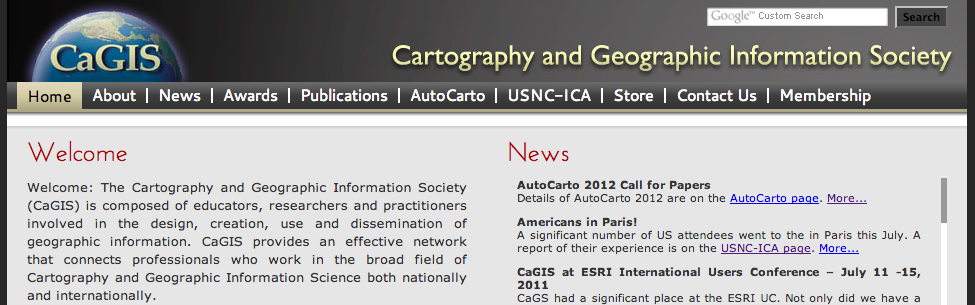 Google™ Custom Search
Search
CaGIS
Cartography and Geographic Information Society
Home
About | News | Awards | Publications | AutoCarto | USNC-ICA | Store | Contact Us | Membership
Welcome
Welcome: The Cartography and Geographic Information Society
(CaGIS) is composed of educators, researchers and practitioners
involved in the design, creation, use and dissemination of
geographic information. CaGIS provides an effective network
that connects professionals who work in the broad field of
Cartography and Geographic Information Science both nationally
and internationally.
News
AutoCarto 2012 Call for Papers
Details of AutoCarto 2012 are on the AutoCarto page. More...
Americans in Paris!
A significant number of US attendees went to the in Paris this July. A
report of their experience is on the USNC-ICA page. More...
CaGIS at ESRI International Users Conference – July 11 -15,
2011
CaGS had a significant place at the ESRI UC. Not only did we have a